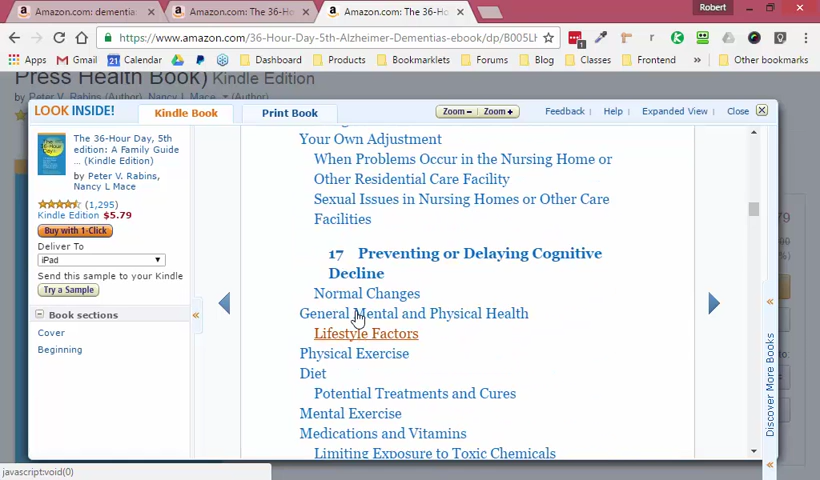 Amazon.com: dementia
Amazon.com: The 36-Ho
Amazon.com: The 36-Ho
Robert
https://www.amazon.com/36-Hour-Day-5th-Alzheimer-Dementias-ebook/dp/B005LH
Apps
Gmail
Calendar
Dashboard
Products
Bookmarklets
Forums
Blog
Classes
Frontend
Other bookmarks
Press Health Book) Kindle Edition
by Peter V. Rabins (Author), Nancy L Mace (Author)
LOOK INSIDE!
Kindle Book
Print Book
Zoom −
Zoom +
Feedback
Help
Expanded View
Close
The 36-Hour Day, 5th
edition: A Family Guide
... (Kindle Edition)
by Peter V. Rabins,
Nancy L Mace
(1,295)
Kindle Edition $5.79
Buy with 1-Click
Deliver To
iPad
Send this sample to your Kindle
Try a Sample
Book sections
Cover
Beginning
Your Own Adjustment
When Problems Occur in the Nursing Home or
Other Residential Care Facility
Sexual Issues in Nursing Homes or Other Care
Facilities
17 Preventing or Delaying Cognitive
Decline
Normal Changes
General Mental and Physical Health
Lifestyle Factors
Physical Exercise
Diet
Potential Treatments and Cures
Mental Exercise
Medications and Vitamins
Limiting Exposure to Toxic Chemicals
Discover More Books
javascript:void(0)